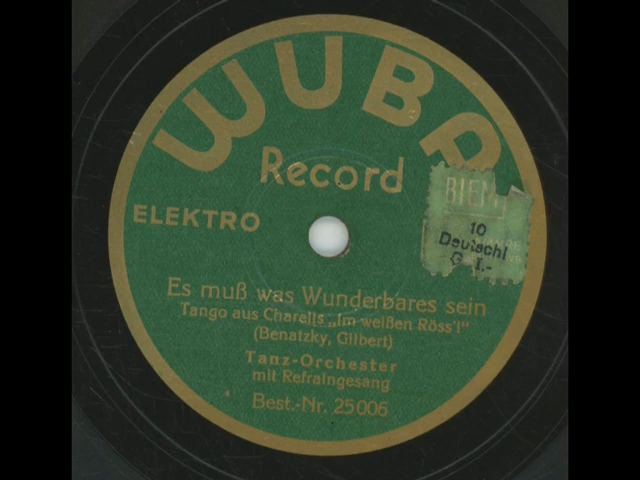 WUBA
Record
ELEKTRO
BIEM
10
Deutschl
Es muß was Wunderbares sein
Tango aus Charells „Im weißen Röss'l"
(Benatzky, Gilbert)
Tanz-Orchester
mit Refraingesang
Best.-Nr. 25006